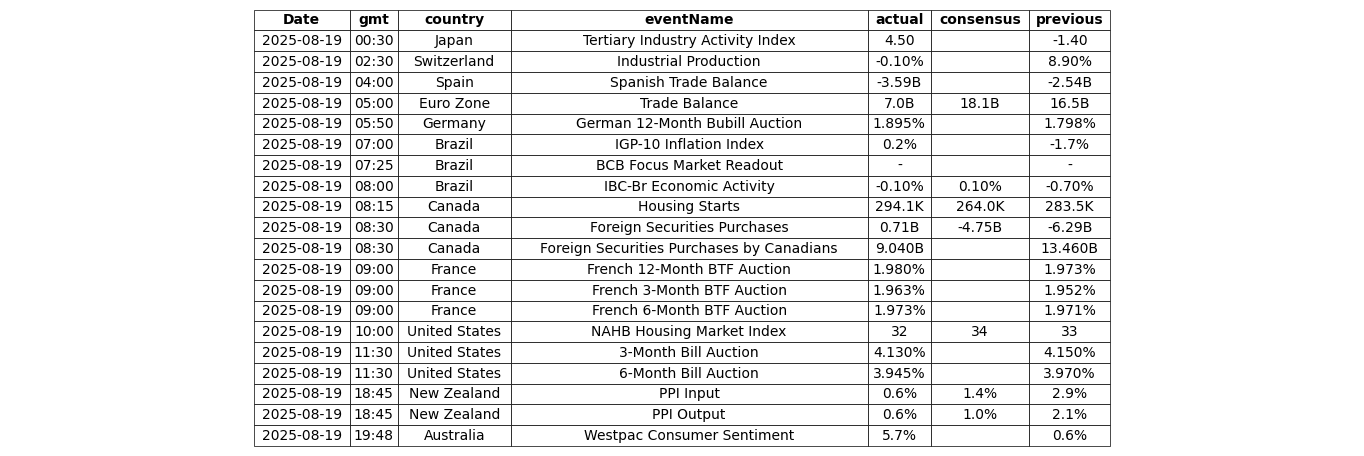 Date gmt country eventName actual consensus previous
2025-08-19 00:30 Japan Tertiary Industry Activity Index 4.50 -1.40
2025-08-19 02:30 Switzerland Industrial Production -0.10% 8.90%
2025-08-19 04:00 Spain Spanish Trade Balance -3.59B -2.54B
2025-08-19 05:00 Euro Zone Trade Balance 7.0B 18.1B 16.5B
2025-08-19 05:50 Germany German 12-Month Bubill Auction 1.895% 1.798%
2025-08-19 07:00 Brazil IGP-10 Inflation Index 0.2% -1.7%
2025-08-19 07:25 Brazil BCB Focus Market Readout - -
2025-08-19 08:00 Brazil IBC-Br Economic Activity -0.10% 0.10% -0.70%
2025-08-19 08:15 Canada Housing Starts 294.1K 264.0K 283.5K
2025-08-19 08:30 Canada Foreign Securities Purchases 0.71B -4.75B -6.29B
2025-08-19 08:30 Canada Foreign Securities Purchases by Canadians 9.040B 13.460B
2025-08-19 09:00 France French 12-Month BTF Auction 1.980% 1.973%
2025-08-19 09:00 France French 3-Month BTF Auction 1.963% 1.952%
2025-08-19 09:00 France French 6-Month BTF Auction 1.973% 1.971%
2025-08-19 10:00 United States NAHB Housing Market Index 32 34 33
2025-08-19 11:30 United States 3-Month Bill Auction 4.130% 4.150%
2025-08-19 11:30 United States 6-Month Bill Auction 3.945% 3.970%
2025-08-19 18:45 New Zealand PPI Input 0.6% 1.4% 2.9%
2025-08-19 18:45 New Zealand PPI Output 0.6% 1.0% 2.1%
2025-08-19 19:48 Australia Westpac Consumer Sentiment 5.7% 0.6%